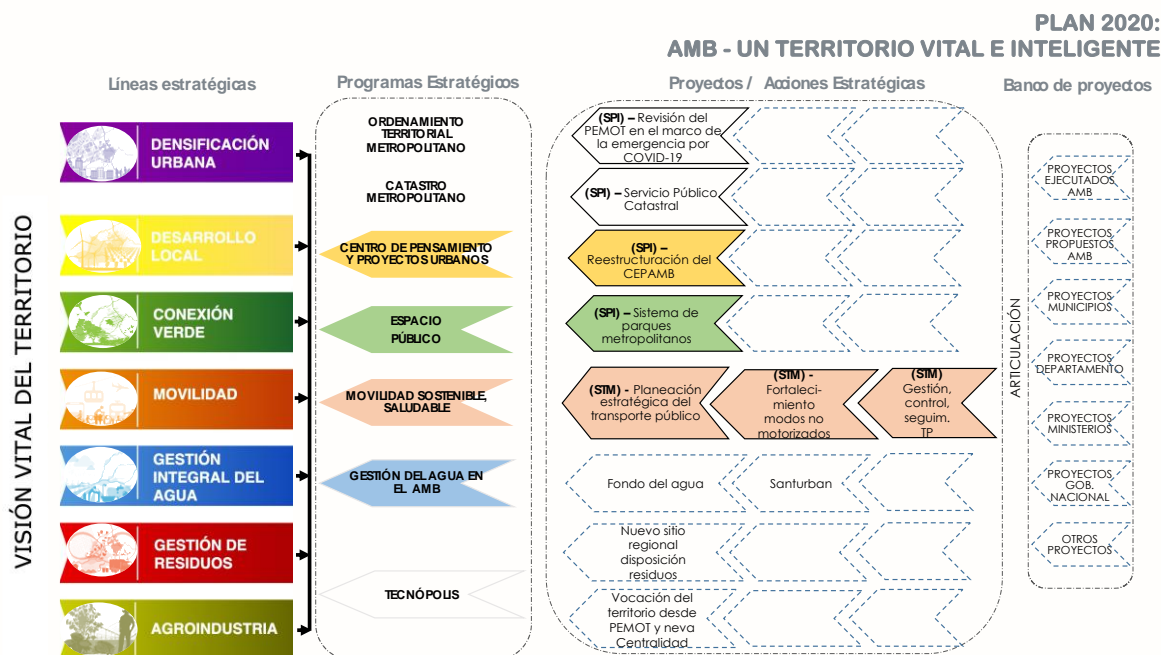 PLAN 2020:
AMB - UN TERRITORIO VITAL E INTELIGENTE
Líneas estratégicas
Programas Estratégicos
Proyectos / Acciones Estratégicas
Banco de proyectos
VISIÓN VITAL DEL TERRITORIO
DENSIFICACIÓN
URBANA
DESARROLLO
LOCAL
CONEXIÓN
VERDE
MOVILIDAD
GESTIÓN
INTEGRAL DEL
AGUA
GESTIÓN DE
RESIDUOS
AGROINDUSTRIA
ORDENAMIENTO
TERRITORIAL
METROPOLITANO
CATASTRO
METROPOLITANO
CENTRO DE PENSAMIENTO
Y PROYECTOS URBANOS
ESPACIO
PÚBLICO
MOVILIDAD SOSTENIBLE,
SALUDABLE
GESTIÓN DEL AGUA EN
EL AMB
TECNÓPOLIS
(SPI) – Revisión del
PEMOT en el marco de
la emergencia por
COVID-19
(SPI) – Servicio Público
Catastral
(SPI) –
Reestructuración del
CEPAMB
(SPI) – Sistema de
parques
metropolitanos
(STM) - Planeación
estratégica del
transporte público
(STM) -
Fortaleci-
miento
modos no
motorizados
(STM)
Gestión,
control,
seguim.
TP
Fondo del agua
Santurban
Nuevo sitio
regional
disposición
residuos
Vocación del
territorio desde
PEMOT y neva
Centralidad
ARTICULACIÓN
PROYECTOS
EJECUTADOS
AMB
PROYECTOS
PROPUESTOS
AMB
PROYECTOS
MUNICIPIOS
PROYECTOS
DEPARTAMENTO
PROYECTOS
MINISTERIOS
PROYECTOS
GOB.
NACIONAL
OTROS
PROYECTOS